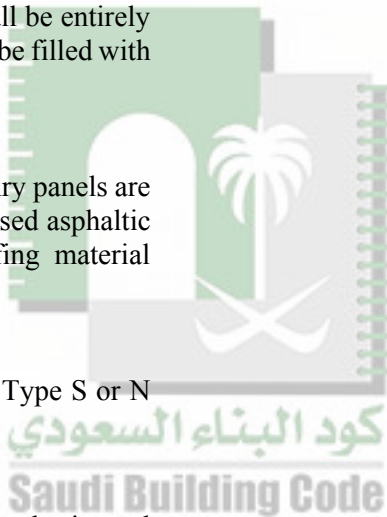 ll be entirely
be filled with
ry panels are
sed asphaltic
fing material
Type S or N
كود البناء السعودي
Saudi Building Code